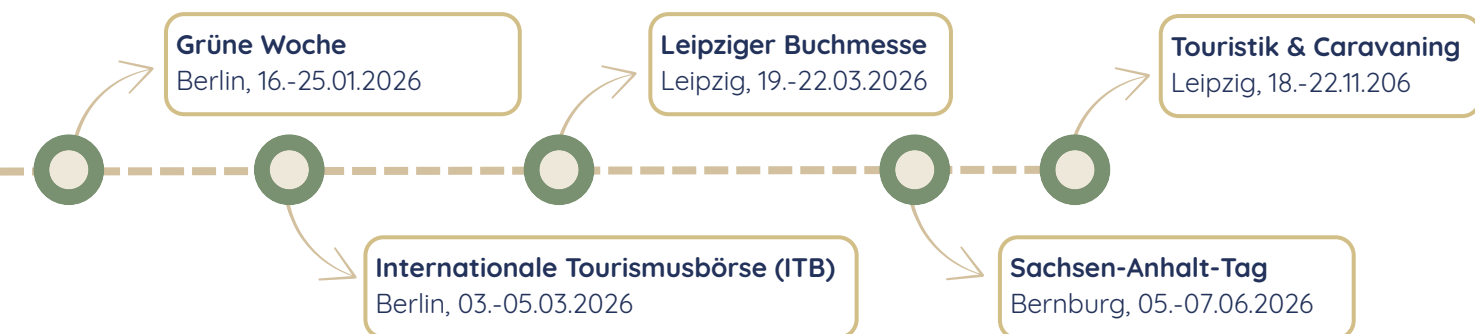 Grüne Woche
Berlin, 16.-25.01.2026
Internationale Tourismusbörse (ITB)
Berlin, 03.-05.03.2026
Leipziger Buchmesse
Leipzig, 19.-22.03.2026
Sachsen-Anhalt-Tag
Bernburg, 05.-07.06.2026
Touristik & Caravaning
Leipzig, 18.-22.11.206